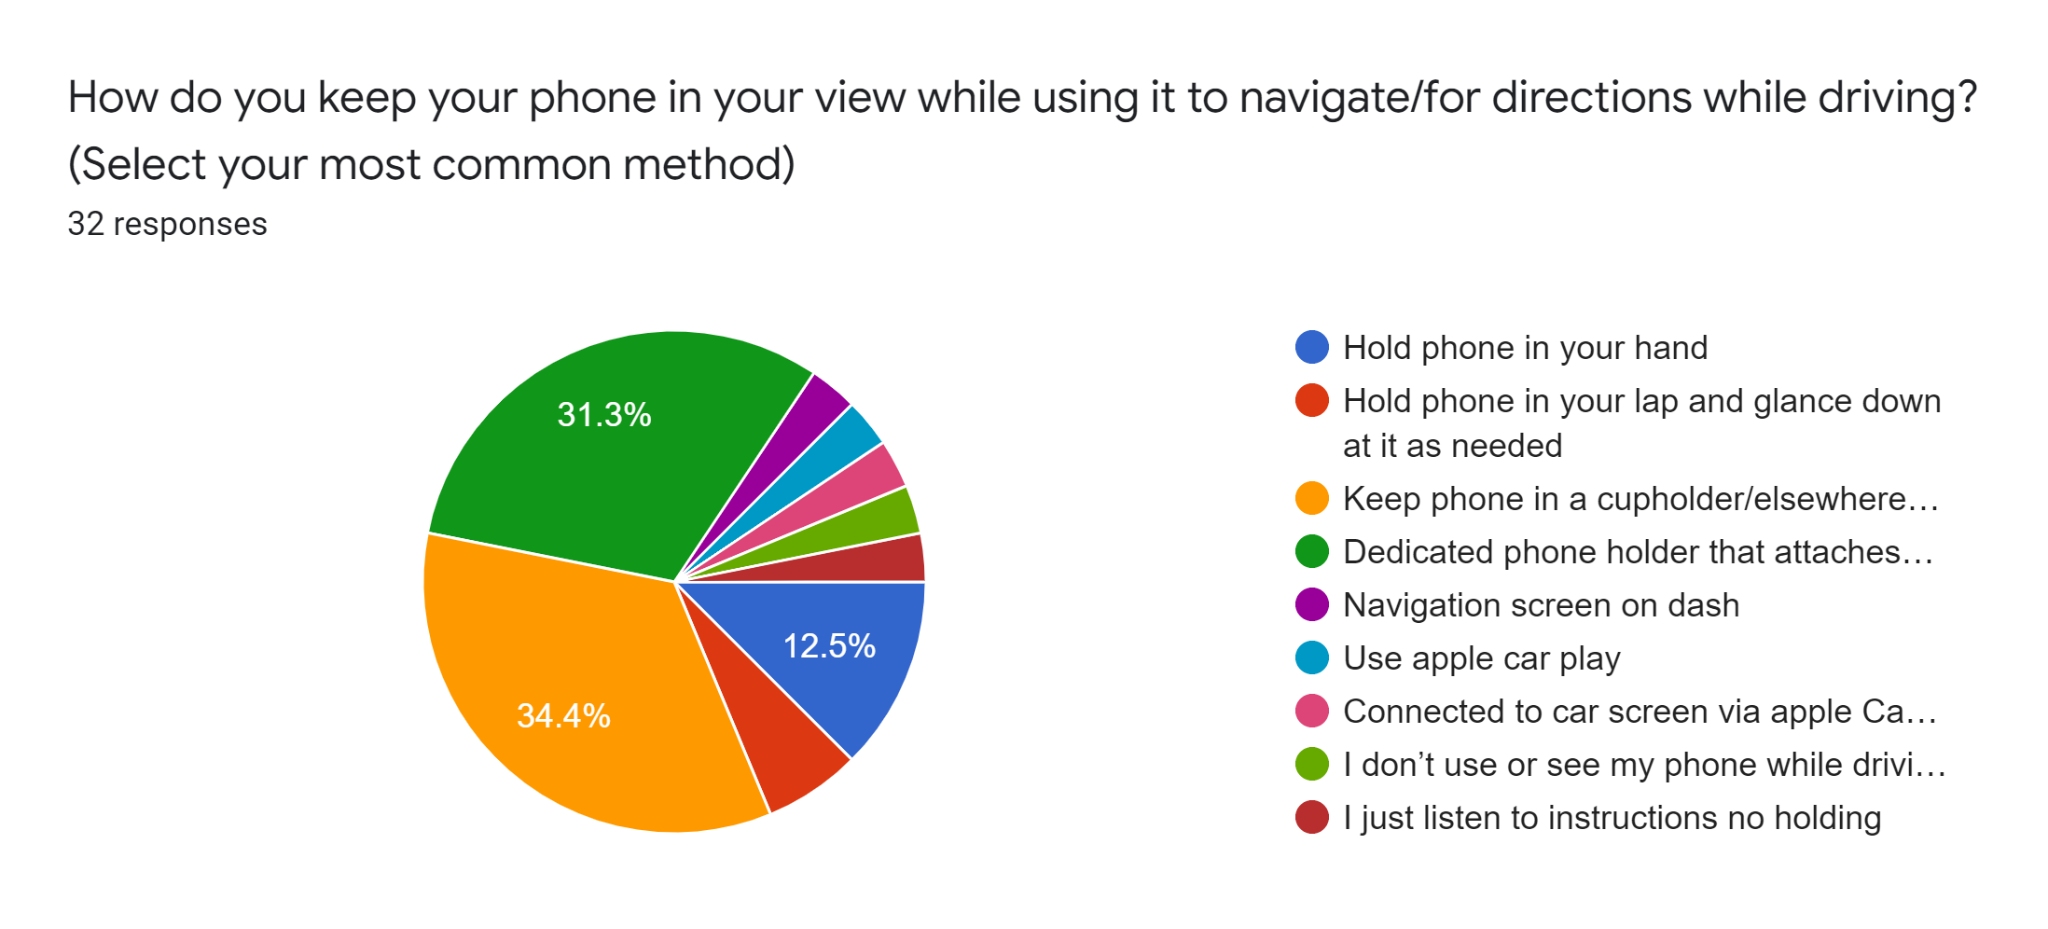 How do you keep your phone in your view while using it to navigate/for directions while driving?
(Select your most common method)
32 responses
31.3%
12.5%
34.4%
Hold phone in your hand
Hold phone in your lap and glance down
at it as needed
Keep phone in a cupholder/elsewhere…
Dedicated phone holder that attaches…
Navigation screen on dash
Use apple car play
Connected to car screen via apple Ca…
I don’t use or see my phone while drivi…
I just listen to instructions no holding